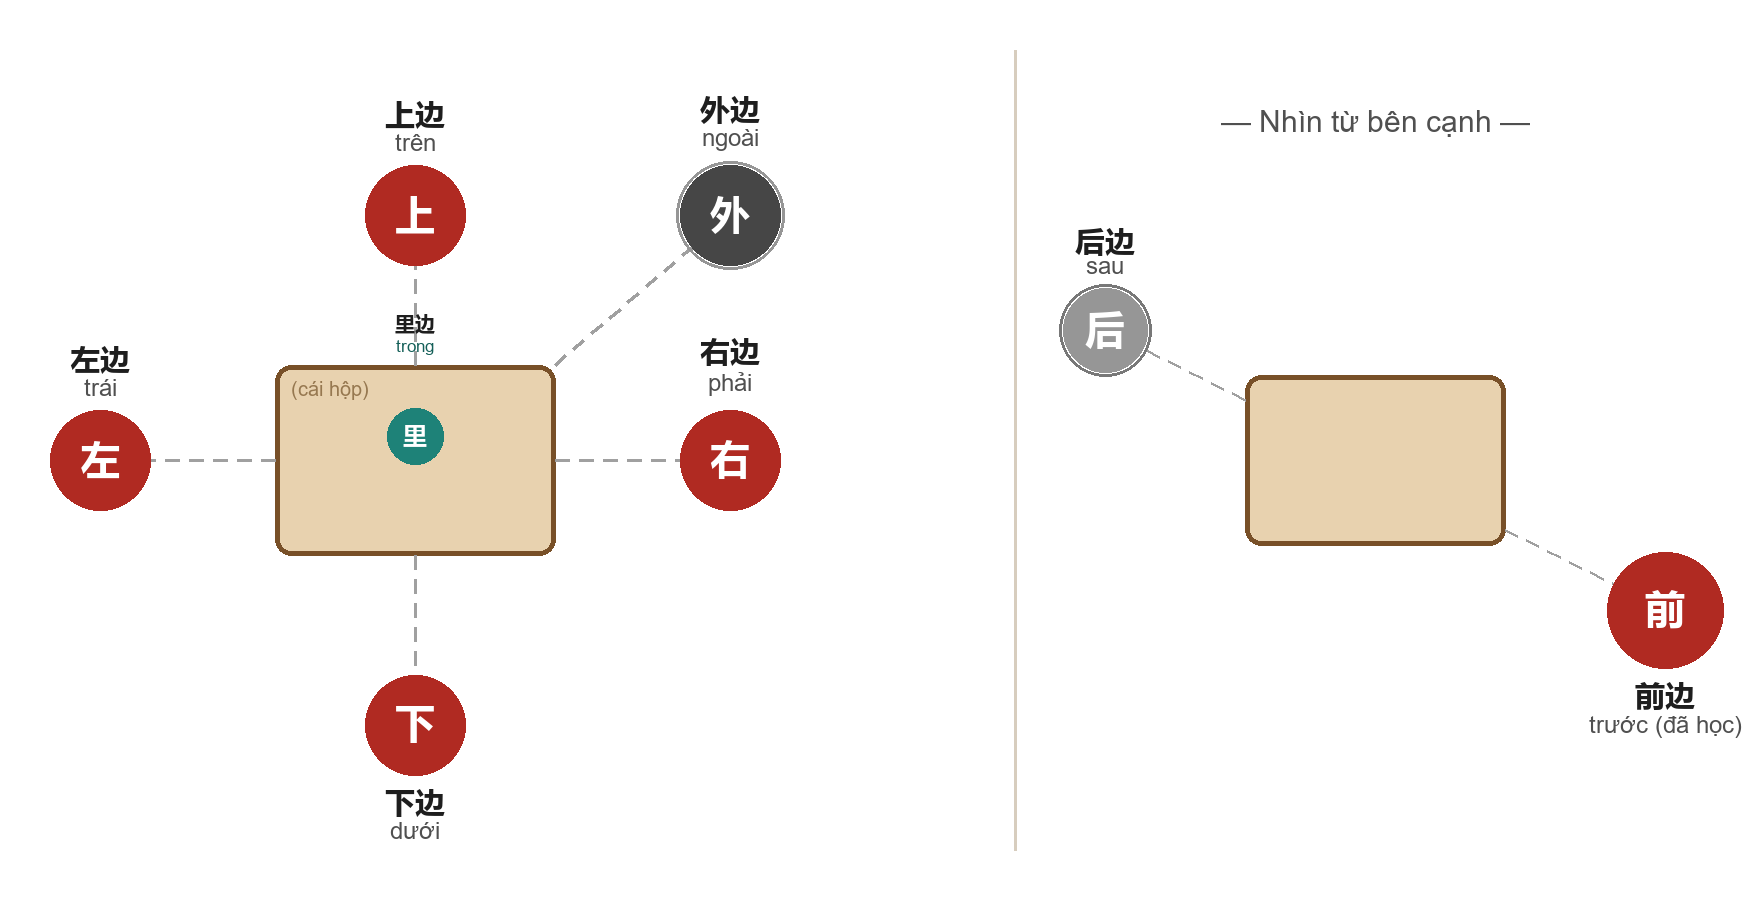 上边
trên
上
外边
ngoài
外
里边
trong
左边
trái
左
(cái hộp)
里
右边
phải
右
下
下边
dưới
— Nhìn từ bên cạnh —
后边
sau
后
前
前边
trước (đã học)